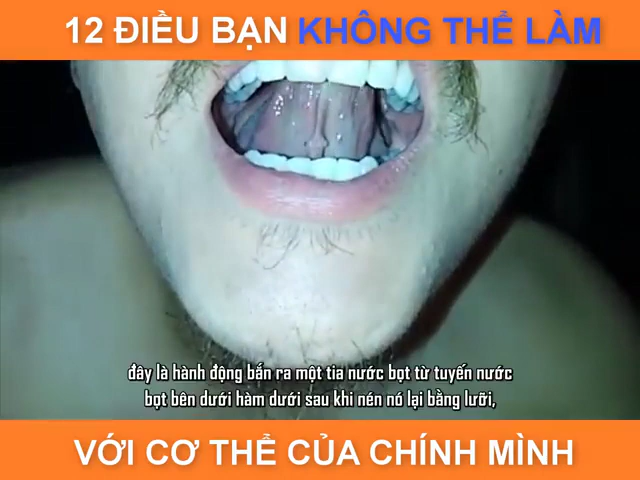 12 ĐIỀU BẠN KHÔNG THỂ LÀM
đây là hành động bắn ra một tia nước bọt từ tuyến nước
bọt bên dưới hàm dưới sau khi nén nó lại bằng lưỡi,
VỚI CƠ THỂ CỦA CHÍNH MÌNH